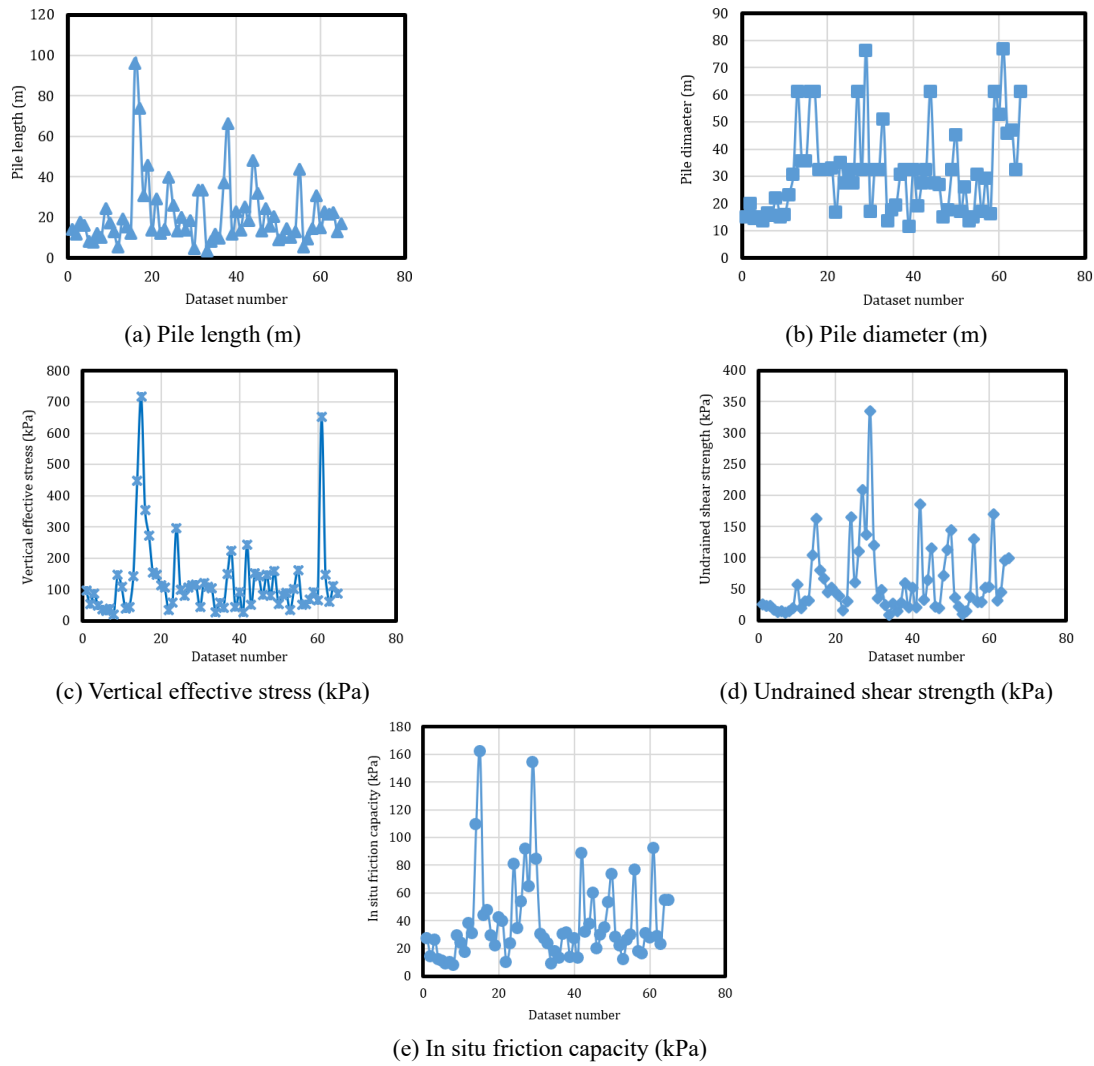 120
100
80
60
40
20
0
0 20 40 60 80
Pile length (m)
Dataset number
(a) Pile length (m)
90
80
70
60
50
40
30
20
10
0
0 20 40 60 80
Pile dimaeter (m)
Dataset number
(b) Pile diameter (m)
800
700
600
500
400
300
200
100
0
0 20 40 60 80
Vertical effective stress (kPa)
Dataset number
(c) Vertical effective stress (kPa)
400
350
300
250
200
150
100
50
0
0 20 40 60 80
Undrained shear strength (kPa)
Dataset number
(d) Undrained shear strength (kPa)
180
160
140
120
100
80
60
40
20
0
0 20 40 60 80
In situ friction capacity (kPa)
Dataset number
(e) In situ friction capacity (kPa)